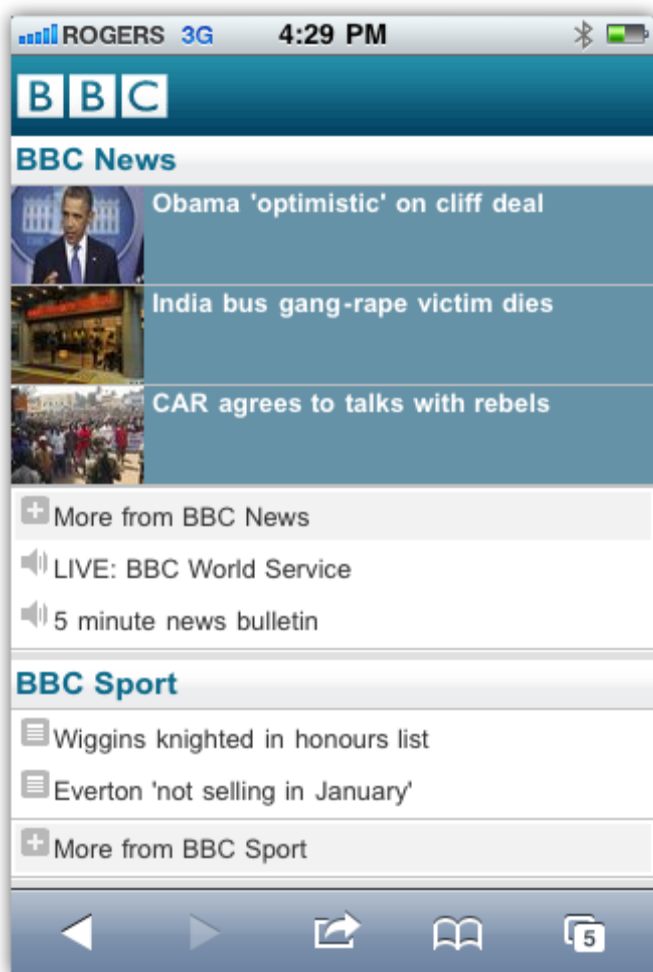 ROGERS 3G 4:29 PM
BBC
BBC News
Obama 'optimistic' on cliff deal
India bus gang-rape victim dies
CAR agrees to talks with rebels
More from BBC News
LIVE: BBC World Service
5 minute news bulletin
BBC Sport
Wiggins knighted in honours list
Everton 'not selling in January'
More from BBC Sport
5